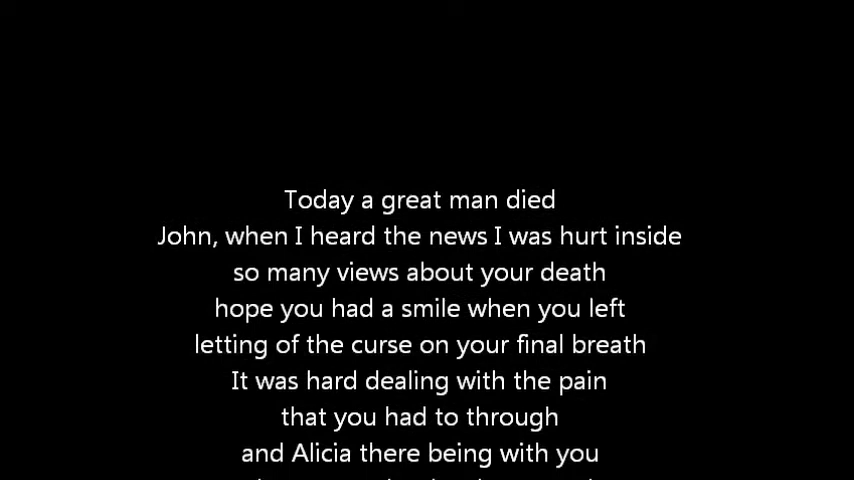 Today a great man died
John, when I heard the news I was hurt inside
so many views about your death
hope you had a smile when you left
letting of the curse on your final breath
It was hard dealing with the pain
that you had to through
and Alicia there being with you